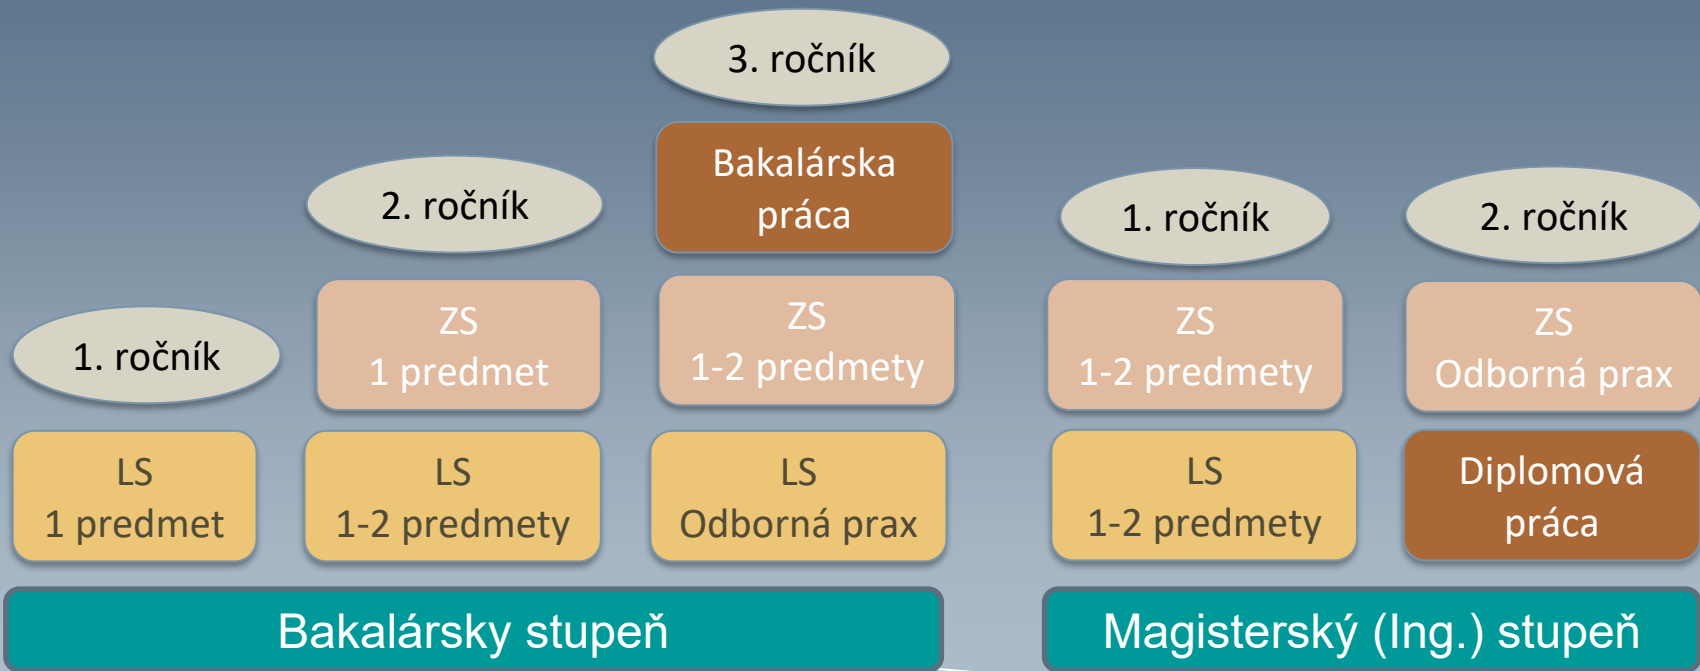 1. ročník
LS
1 predmet
2. ročník
ZS
1 predmet
LS
1-2 predmety
3. ročník
Bakalárska
práca
ZS
1-2 predmety
LS
Odborná prax
Bakalársky stupeň
1. ročník
ZS
1-2 predmety
LS
1-2 predmety
2. ročník
ZS
Odborná prax
Diplomová
práca
Magisterský (Ing.) stupeň